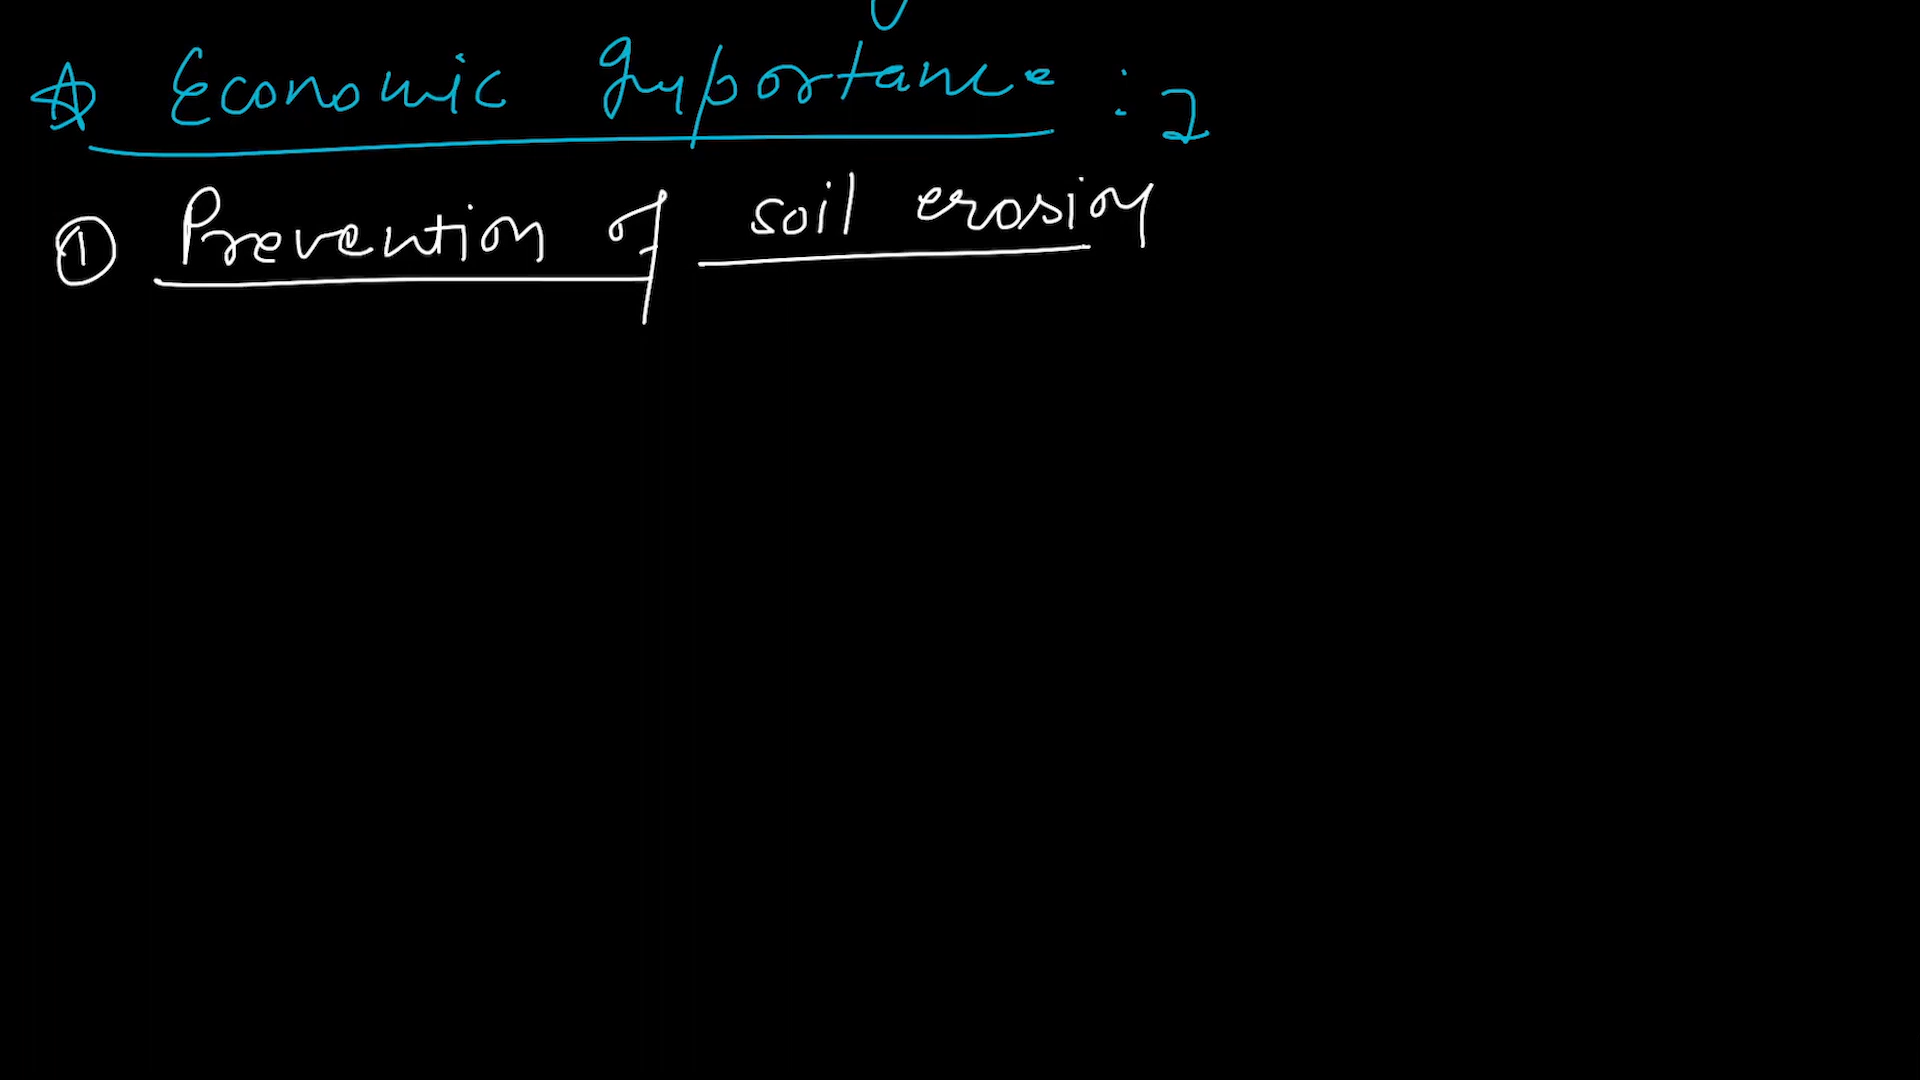 ☆ Economic Importance :-
① Prevention of soil erosion